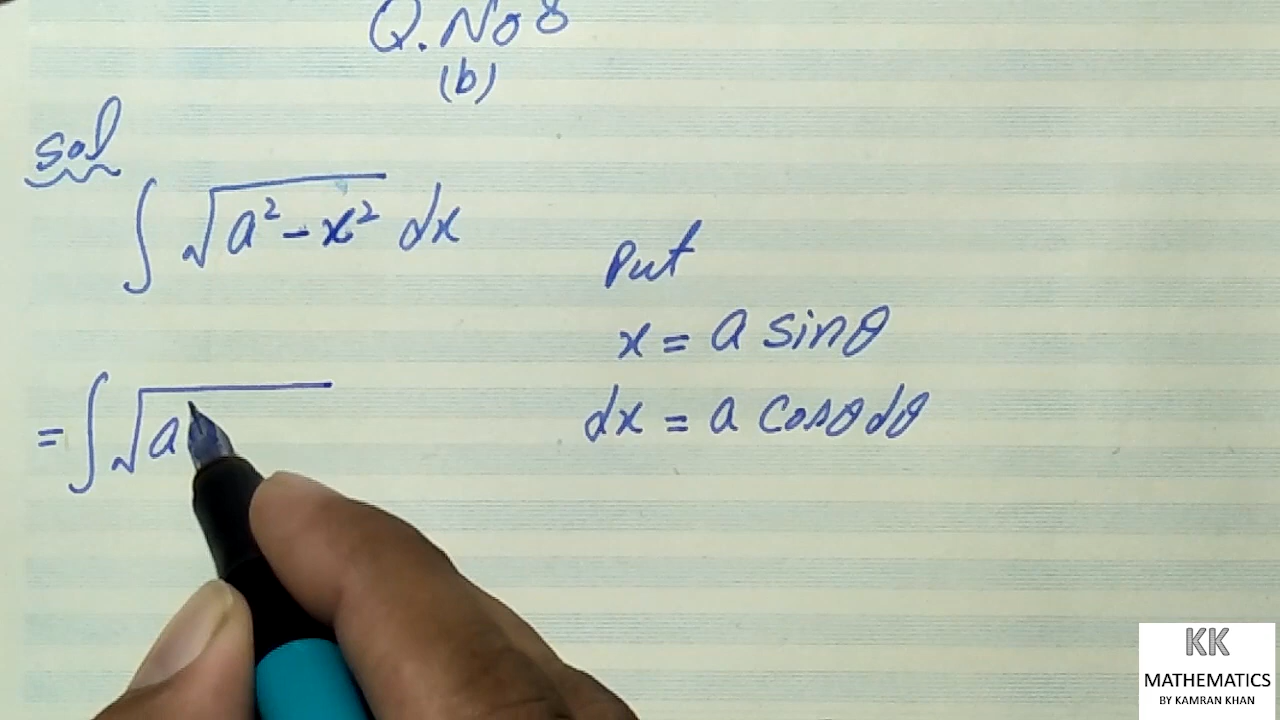 Q. No 8
(b)
Sol
∫ √(a² - x²) dx
Put
x = a sinθ
dx = a cosθ dθ
= ∫ √a
KK
MATHEMATICS
BY KAMRAN KHAN